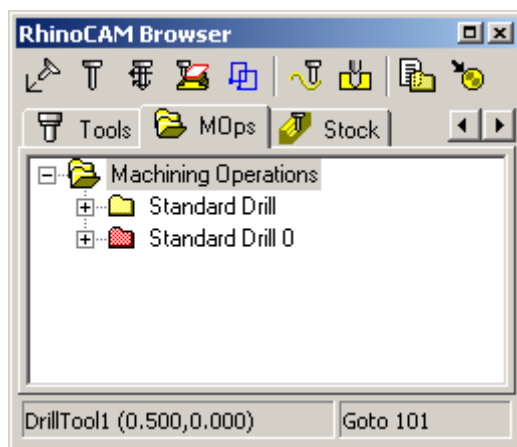 RhinoCAM Browser
Tools MOps Stock
Machining Operations
Standard Drill
Standard Drill 0
DrillTool1 (0.500,0.000) Goto 101